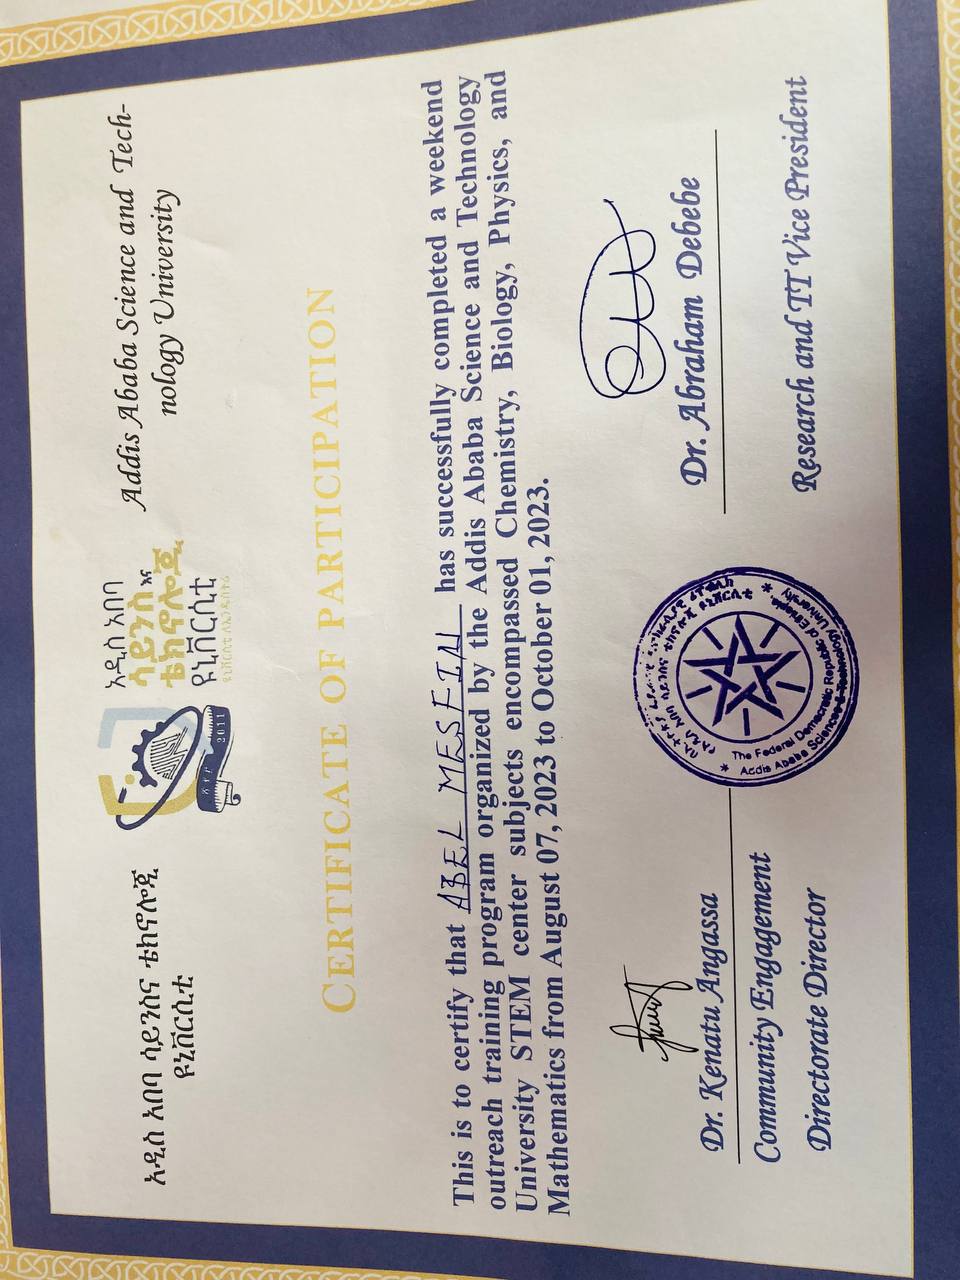 አዲስ አበባ ሳይንስና ቴክኖሎጂ
ዩኒቨርሲቲ
አዲስ አበባ
ሳይንስ እና
ቴክኖሎጂ
ዩኒቨርሲቲ
2011
Addis Ababa Science and Tech-
nology University
CERTIFICATE OF PARTICIPATION
This is to certify that ABEL MESFIN has successfully completed a weekend
outreach training program organized by the Addis Ababa Science and Technology
University STEM center subjects encompassed Chemistry, Biology, Physics, and
Mathematics from August 07, 2023 to October 01, 2023.
Dr. Kenatu Angassa
Community Engagement
Directorate Director
The Federal Democratic Republic of Ethiopia,
Addis Ababa Science & Technology University
Dr. Abraham Debebe
Research and TT Vice President